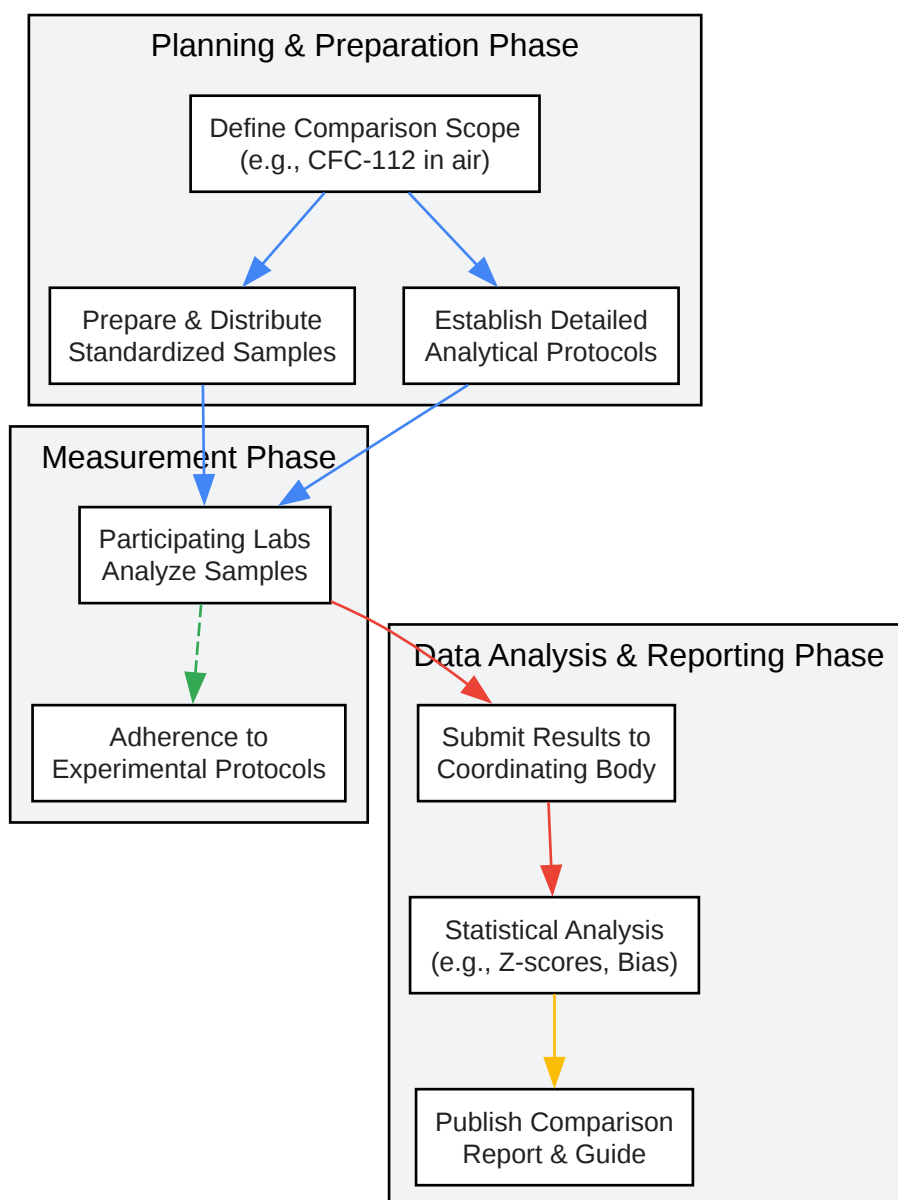 Planning & Preparation Phase
Define Comparison Scope
(e.g., CFC-112 in air)
Prepare & Distribute
Standardized Samples
Establish Detailed
Analytical Protocols
Measurement Phase
Participating Labs
Analyze Samples
Adherence to
Experimental Protocols
Data Analysis & Reporting Phase
Submit Results to
Coordinating Body
Statistical Analysis
(e.g., Z-scores, Bias)
Publish Comparison
Report & Guide